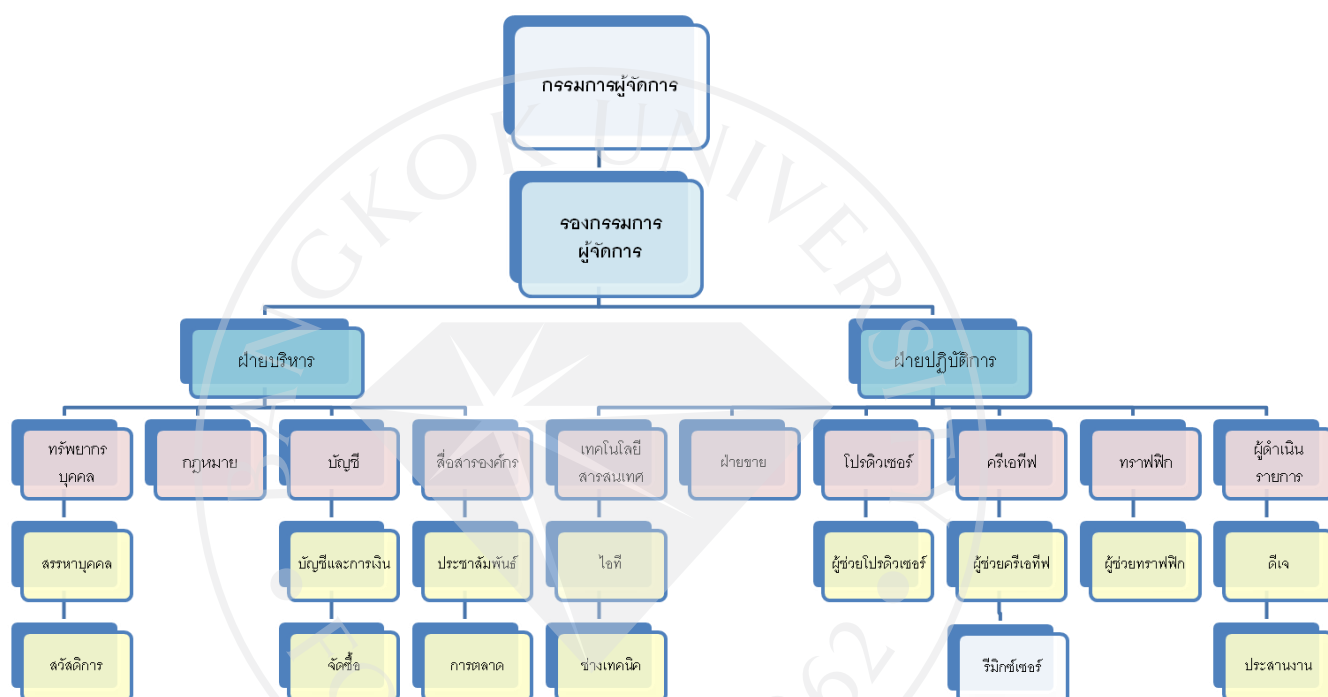 กรรมการผู้จัดการ
รองกรรมการ
ผู้จัดการ
ฝ่ายบริหาร
ฝ่ายปฏิบัติการ
ทรัพยากร
บุคคล
กฎหมาย
บัญชี
สื่อสารองค์กร
เทคโนโลยี
สารสนเทศ
ฝ่ายขาย
โปรดิวเซอร์
ครีเอทีฟ
ทราฟฟิก
ผู้ดำเนิน
รายการ
สรรหาบุคคล
บัญชีและการเงิน
ประชาสัมพันธ์
ไอที
ผู้ช่วยโปรดิวเซอร์
ผู้ช่วยครีเอทีฟ
ผู้ช่วยทราฟฟิก
ดีเจ
สวัสดิการ
จัดซื้อ
การตลาด
ช่างเทคนิค
รีมิกซ์เซอร์
ประสานงาน
BANGKOK UNIVERSITY